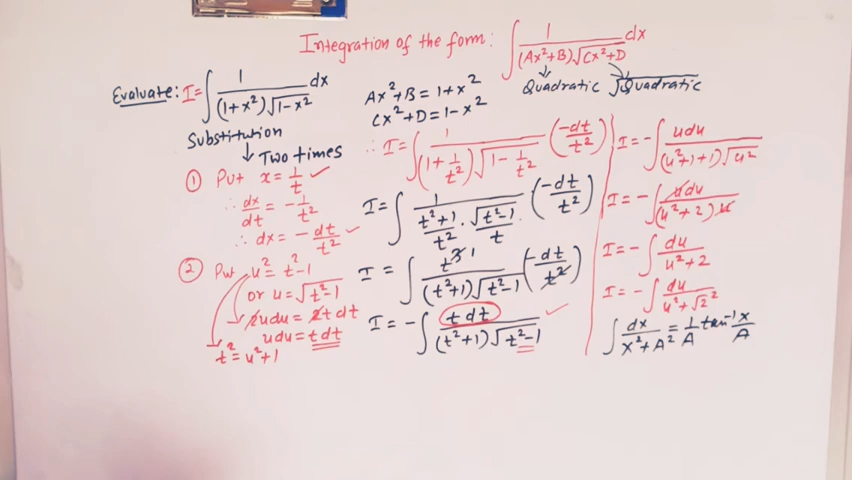 Integration of the form: ∫ 1/((Ax²+B)√(Cx²+D)) dx
Quadratic √Quadratic
Evaluate: I = ∫ 1/((1+x²)√(1-x²)) dx
Substitution
Two times
① Put x = 1/t ✓
∴ dx/dt = -1/t²
∴ dx = -dt/t² ✓
② Put u² = t²-1
or u = √(t²-1)
2udu = 2t dt
udu = t dt
t² = u²+1
Ax²+B = 1+x²
Cx²+D = 1-x²
∴ I = ∫ 1/((1+1/t²)√(1-1/t²)) (-dt/t²)
I = ∫ 1/((t²+1)/t² · √(t²-1)/t) (-dt/t²)
I = ∫ t³ 1/((t²+1)√(t²-1)) (-dt/t²)
I = -∫ t dt/((t²+1)√(t²-1)) ✓
I = -∫ udu/((u²+1+1)√u²)
I = -∫ udu/((u²+2)u)
I = -∫ du/(u²+2)
I = -∫ du/(u²+√2²)
∫ dx/(x²+A²) = 1/A tan⁻¹ x/A